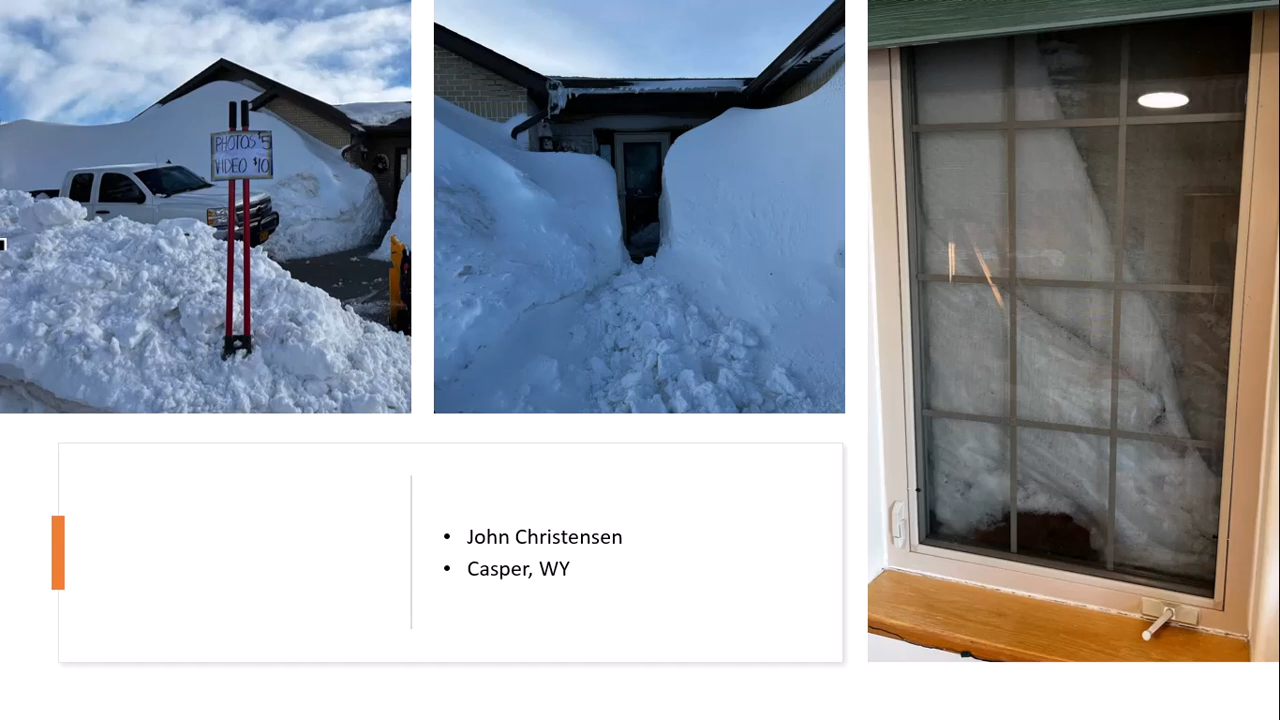 PHOTOS $5
VIDEO $10
• John Christensen
• Casper, WY